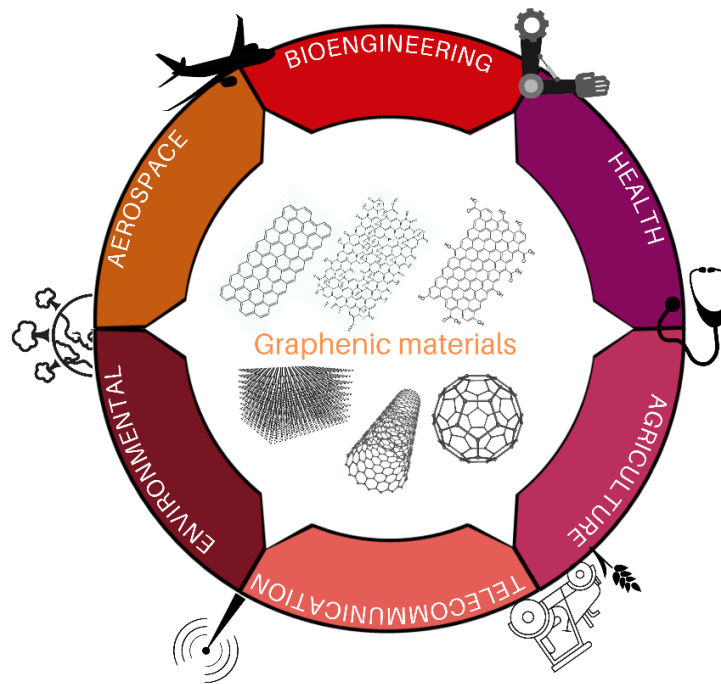 BIOENGINEERING
HEALTH
AGRICULTURE
TELECOMMUNICATION
ENVIRONMENTAL
AEROSPACE
Graphenic materials